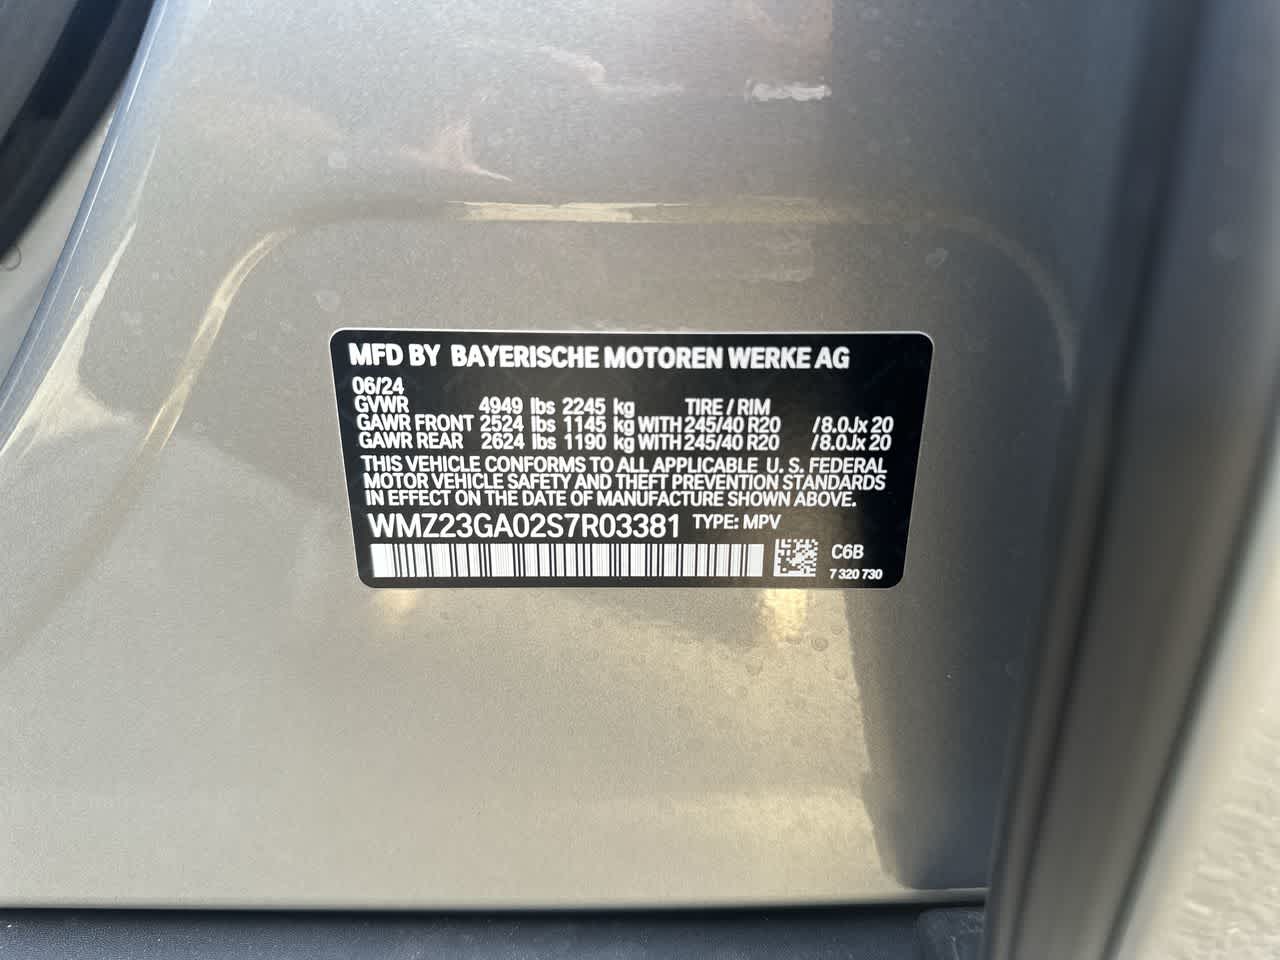 MFD BY BAYERISCHE MOTOREN WERKE AG
06/24
GVWR 4949 lbs 2245 kg TIRE / RIM
GAWR FRONT 2524 lbs 1145 kg WITH 245/40 R20 / 8.0Jx 20
GAWR REAR 2624 lbs 1190 kg WITH 245/40 R20 / 8.0Jx 20
THIS VEHICLE CONFORMS TO ALL APPLICABLE U. S. FEDERAL
MOTOR VEHICLE SAFETY AND THEFT PREVENTION STANDARDS
IN EFFECT ON THE DATE OF MANUFACTURE SHOWN ABOVE.
WMZ23GA02S7R03381 TYPE: MPV
C6B
7 320 730